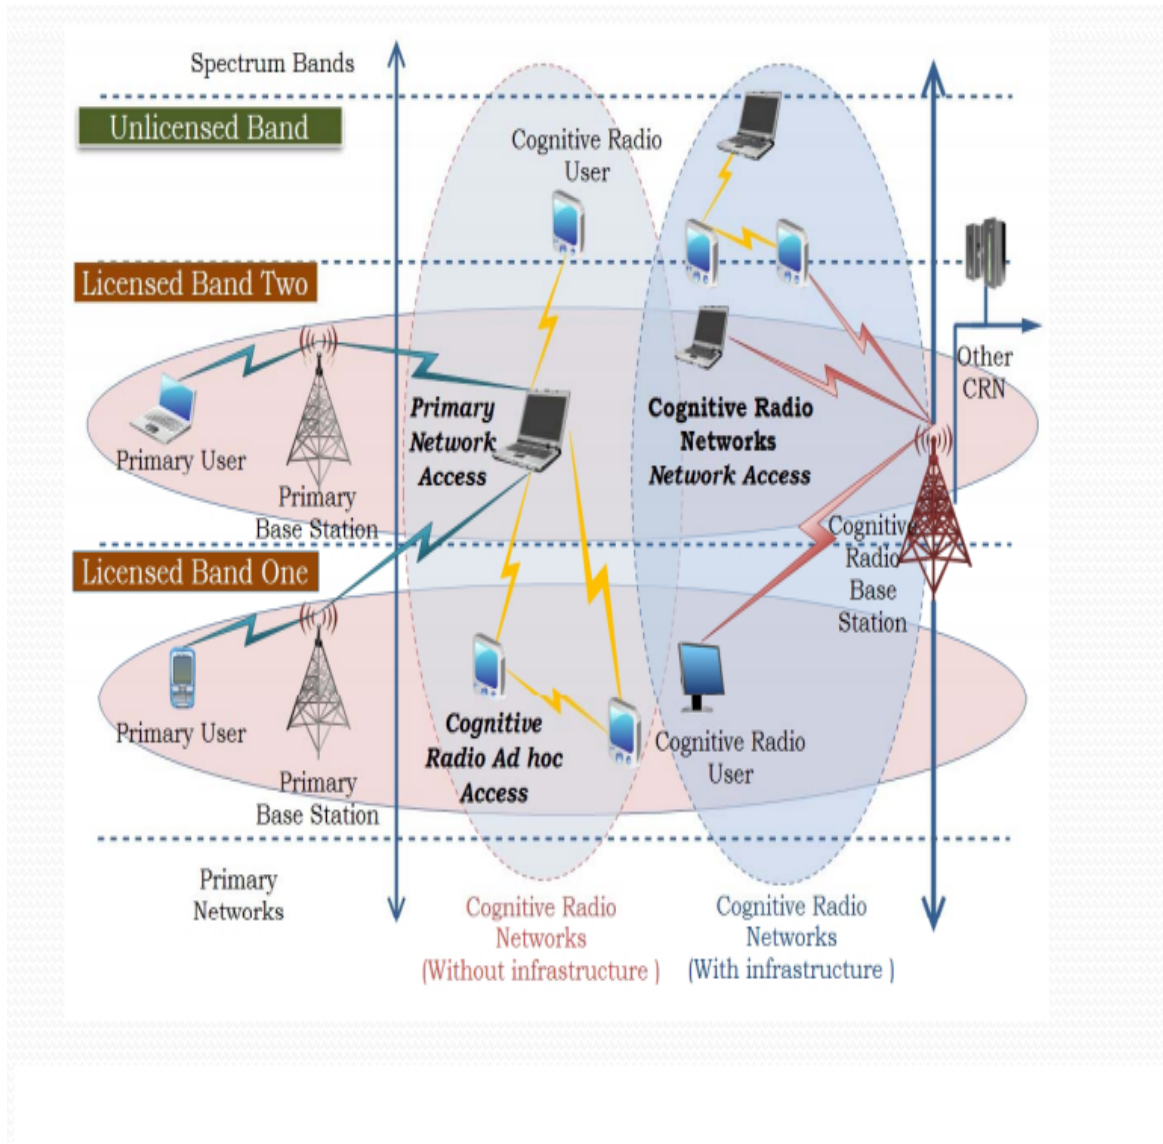 Spectrum Bands
Unlicensed Band
Cognitive Radio
User
Licensed Band Two
Other
CRN
Primary
Network
Access
Cognitive Radio
Networks
Network Access
Primary User
Primary
Base Station
Cognitive
Radio
Base
Station
Licensed Band One
Primary User
Primary
Base Station
Cognitive
Radio Ad hoc
Access
Cognitive Radio
User
Primary
Networks
Cognitive Radio
Networks
(Without infrastructure )
Cognitive Radio
Networks
(With infrastructure )